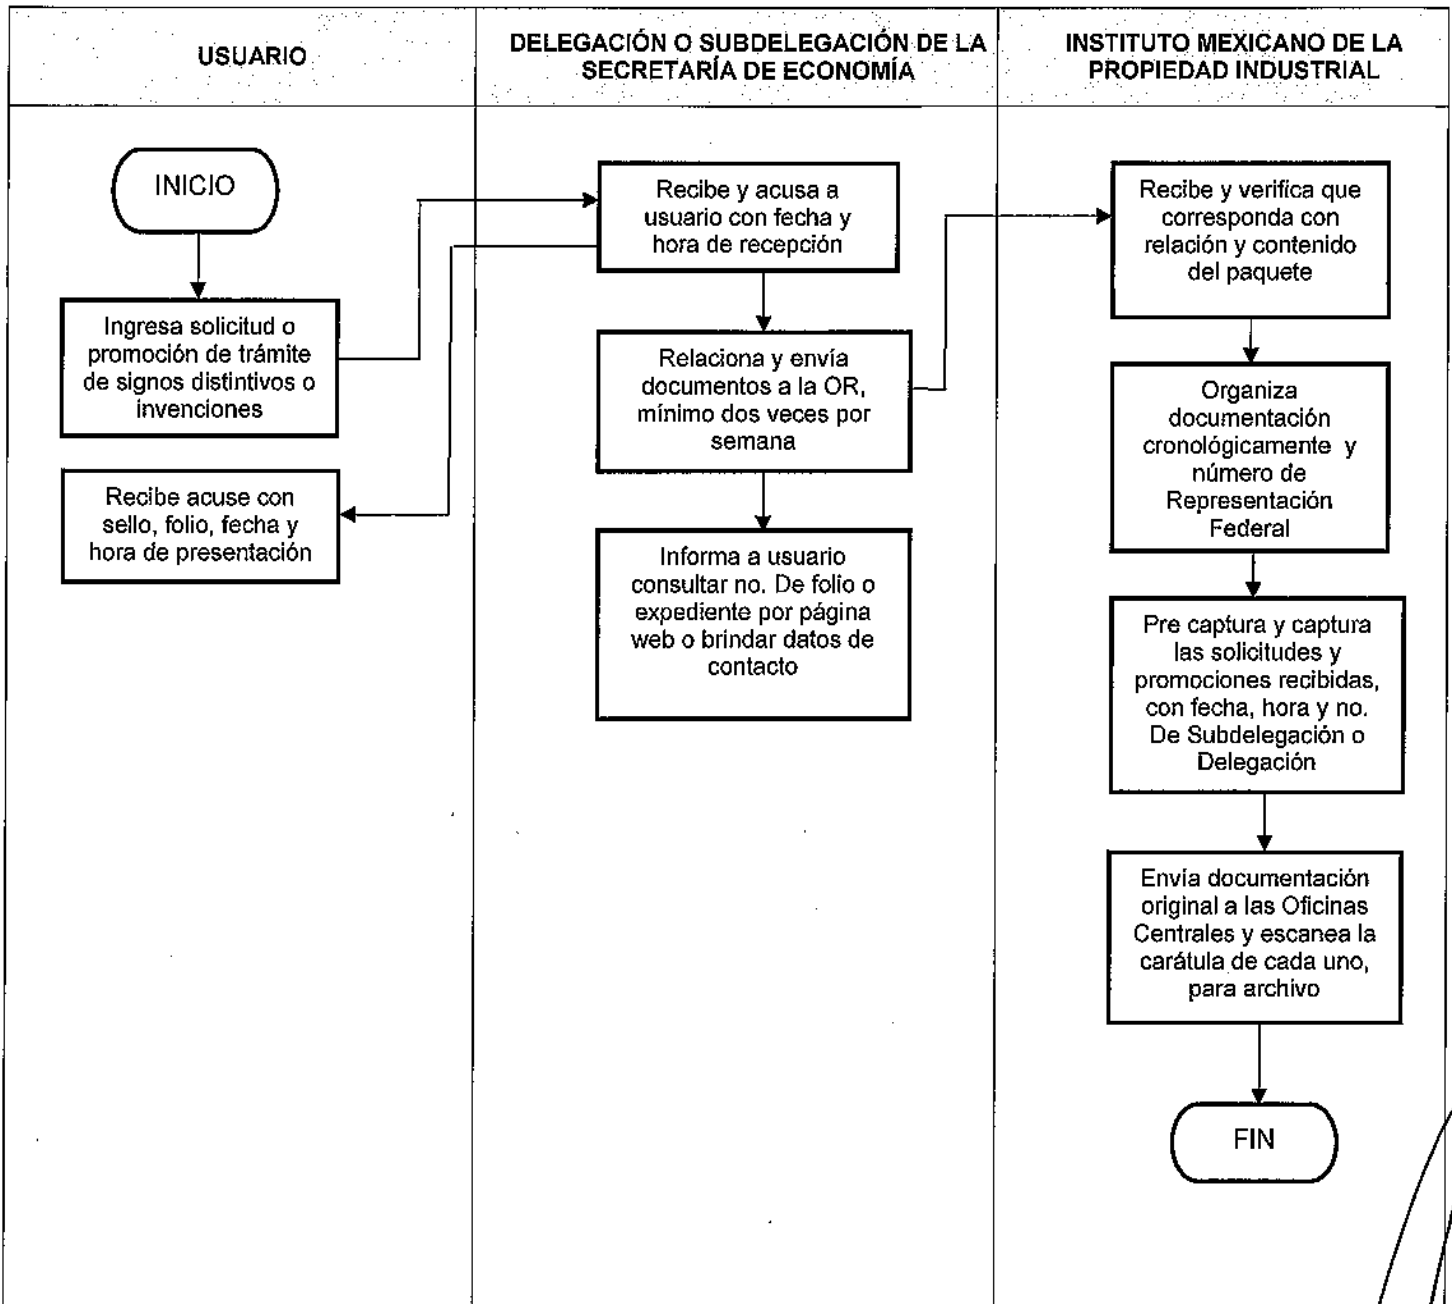 USUARIO
DELEGACIÓN O SUBDELEGACIÓN DE LA
SECRETARÍA DE ECONOMÍA
INSTITUTO MEXICANO DE LA
PROPIEDAD INDUSTRIAL
INICIO
Ingresa solicitud o
promoción de trámite
de signos distintivos o
invenciones
Recibe acuse con
sello, folio, fecha y
hora de presentación
Recibe y acusa a
usuario con fecha y
hora de recepción
Relaciona y envía
documentos a la OR,
mínimo dos veces por
semana
Informa a usuario
consultar no. De folio o
expediente por página
web o brindar datos de
contacto
Recibe y verifica que
corresponda con
relación y contenido
del paquete
Organiza
documentación
cronológicamente y
número de
Representación
Federal
Pre captura y captura
las solicitudes y
promociones recibidas,
con fecha, hora y no.
De Subdelegación o
Delegación
Envía documentación
original a las Oficinas
Centrales y escanea la
carátula de cada uno,
para archivo
FIN